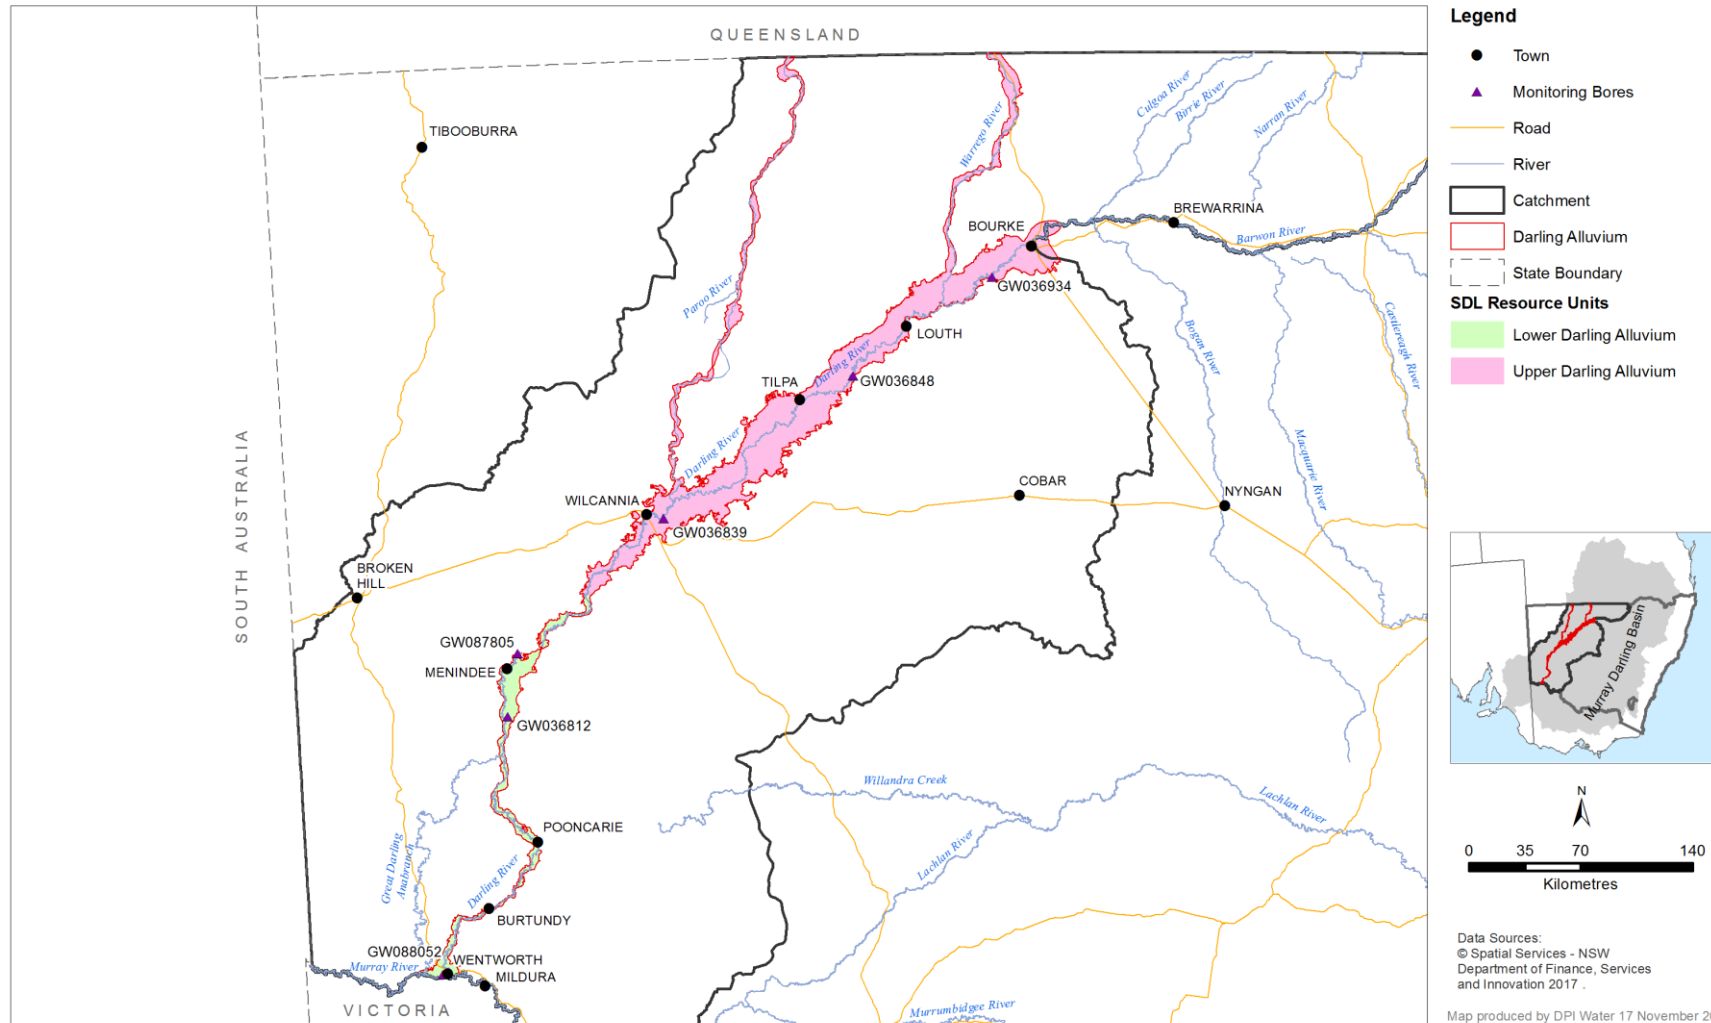 QUEENSLAND
TIBOOBURRA
Culgoa River
Birrie River
Narran River
Warrego River
BREWARRINA
BOURKE
Barwon River
Paroo River
GW036934
LOUTH
Bogan River
Castlereagh River
Darling River
TILPA
GW036848
Darling River
Macquarie River
SOUTH AUSTRALIA
COBAR
NYNGAN
WILCANNIA
GW036839
BROKEN
HILL
GW087805
MENINDEE
GW036812
Willandra Creek
Lachlan River
POONCARIE
Great Darling
Anabranch
Lachlan River
Darling River
BURTUNDY
GW088052
WENTWORTH
Murray River
MILDURA
VICTORIA
Murrumbidgee River
Legend
Town
Monitoring Bores
Road
River
Catchment
Darling Alluvium
State Boundary
SDL Resource Units
Lower Darling Alluvium
Upper Darling Alluvium
Murray Darling Basin
N
0 35 70 140
Kilometres
Data Sources:
© Spatial Services - NSW
Department of Finance, Services
and Innovation 2017 .
Map produced by DPI Water 17 November 20